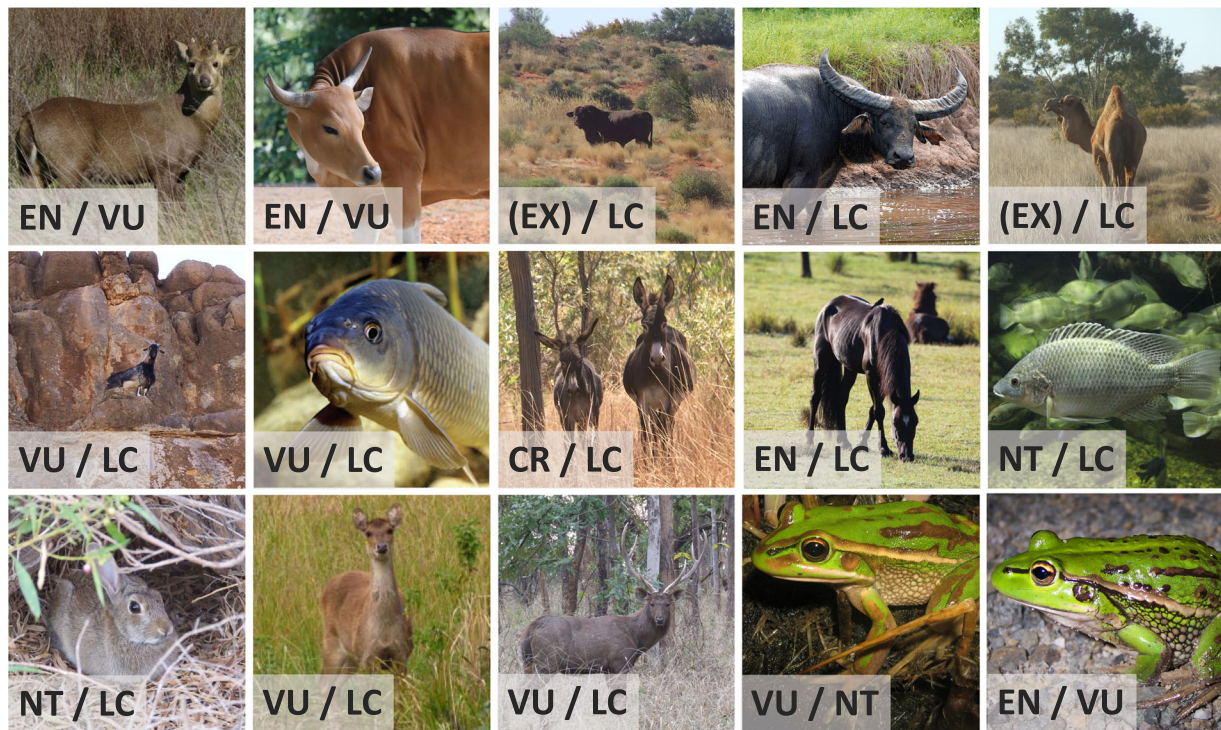 EN / VU
EN / VU
(EX) / LC
EN / LC
(EX) / LC
VU / LC
VU / LC
CR / LC
EN / LC
NT / LC
NT / LC
VU / LC
VU / LC
VU / NT
EN / VU